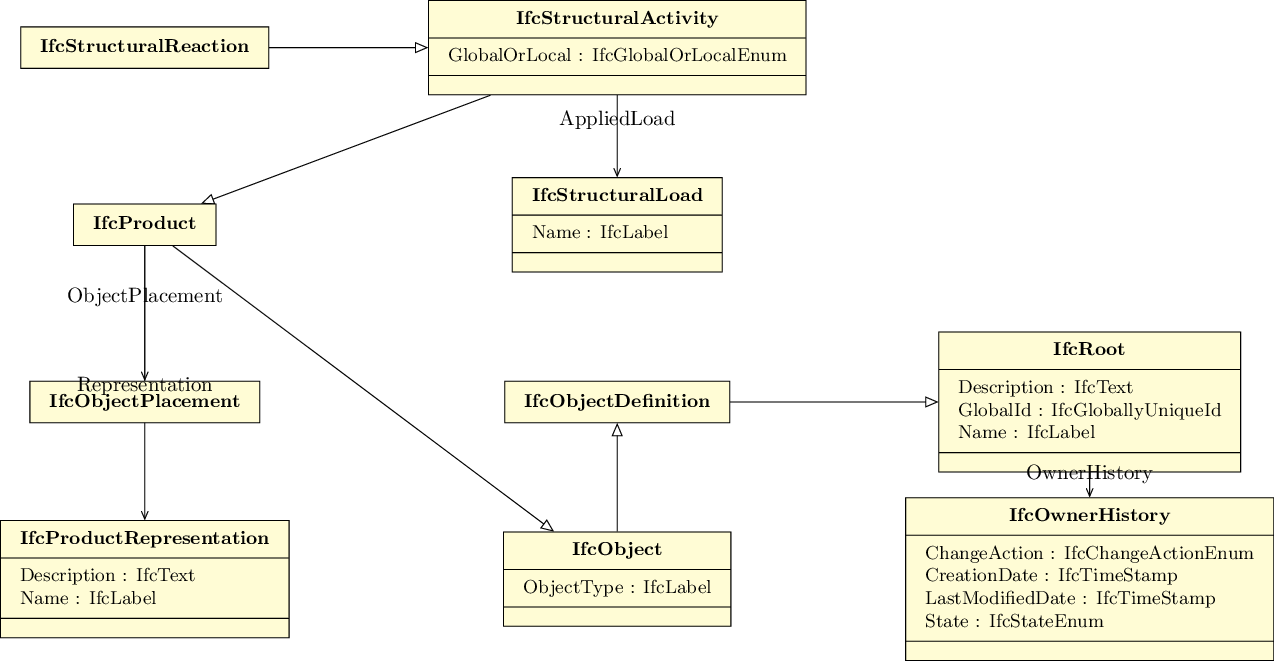 IfcStructuralActivity
IfcStructuralReaction
GlobalOrLocal : IfcGlobalOrLocalEnum
AppliedLoad
IfcStructuralLoad
Name : IfcLabel
IfcProduct
ObjectPlacement
Representation
IfcObjectPlacement
IfcObjectDefinition
IfcRoot
Description : IfcText
GlobalId : IfcGloballyUniqueId
Name : IfcLabel
OwnerHistory
IfcProductRepresentation
Description : IfcText
Name : IfcLabel
IfcObject
ObjectType : IfcLabel
IfcOwnerHistory
ChangeAction : IfcChangeActionEnum
CreationDate : IfcTimeStamp
LastModifiedDate : IfcTimeStamp
State : IfcStateEnum